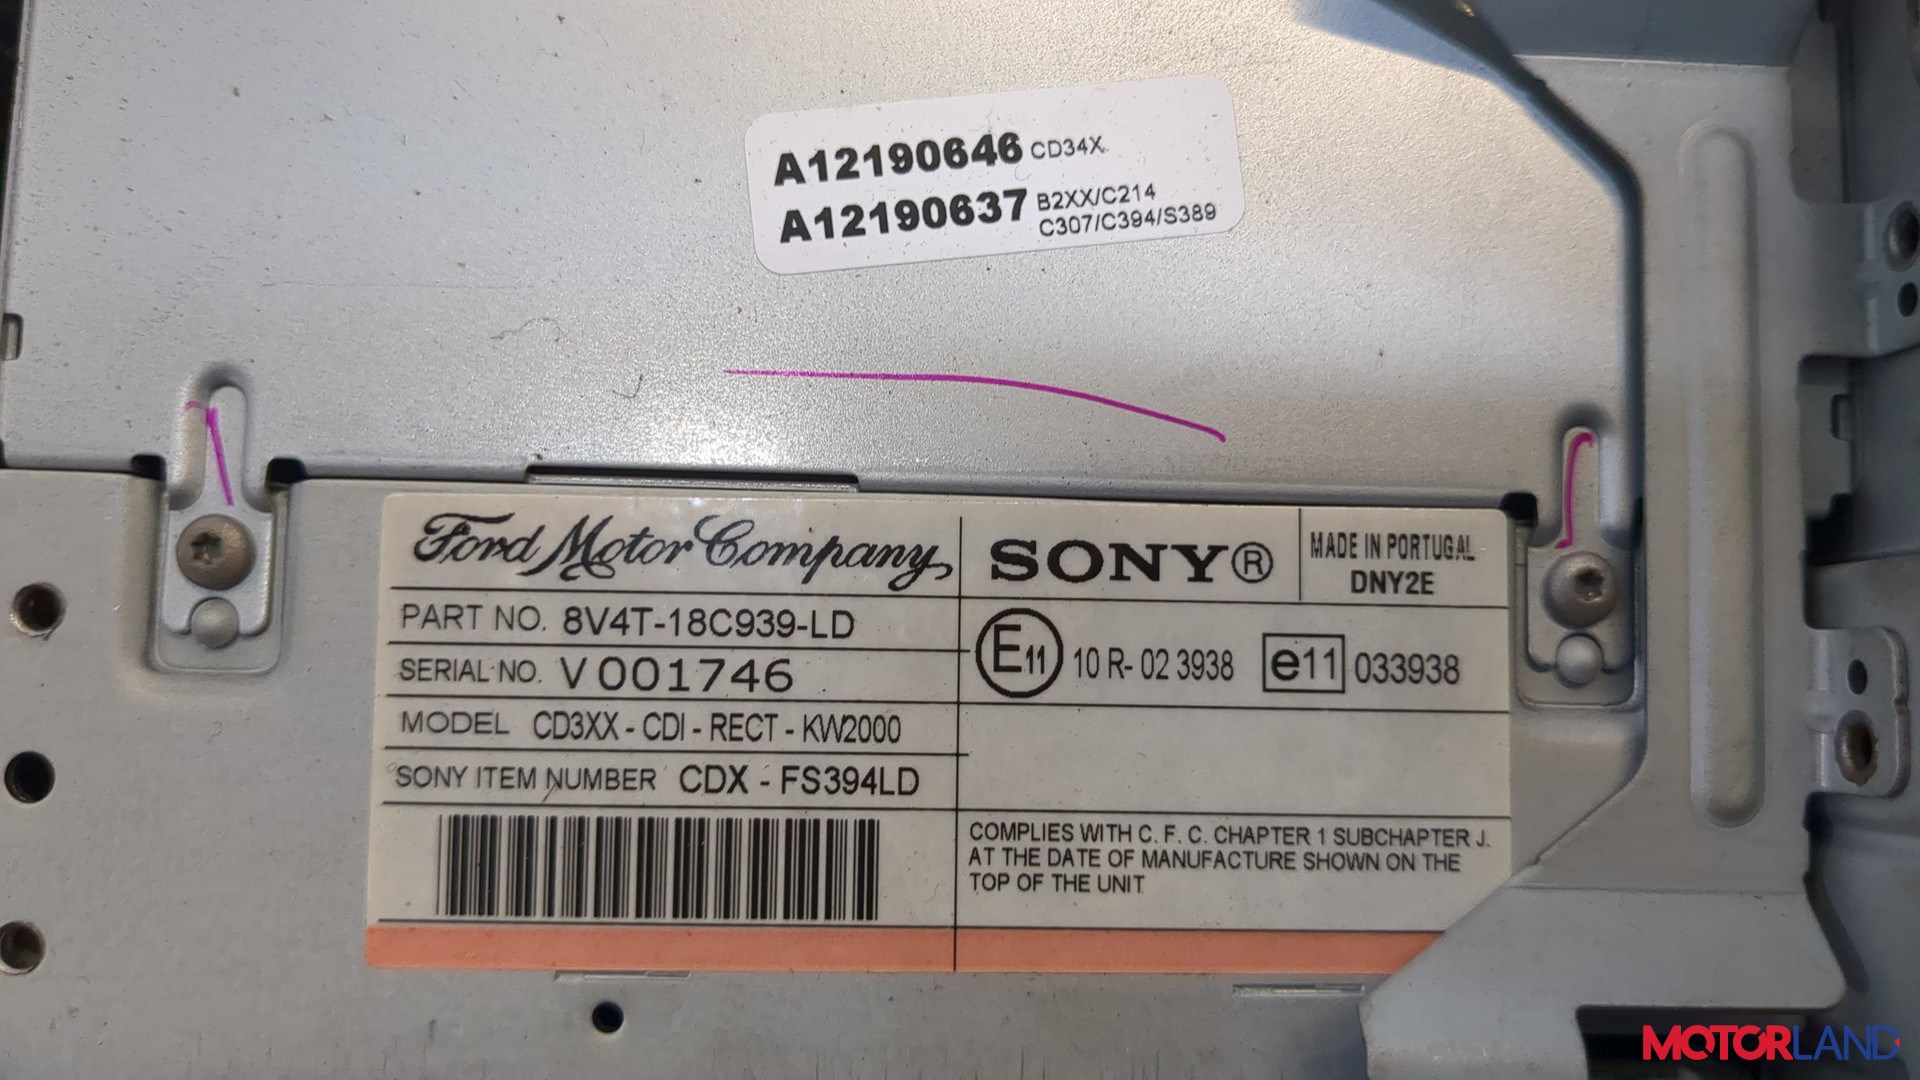 A12190646 CD34X
A12190637 B2XX/C214
C307/C394/S389
Ford Motor Company
SONY®
MADE IN PORTUGAL
DNY2E
PART NO. 8V4T-18C939-LD
SERIAL NO. V001746
MODEL CD3XX - CDI - RECT - KW2000
SONY ITEM NUMBER CDX - FS394LD
E11 10 R- 02 3938 e11 033938
COMPLIES WITH C. F. C. CHAPTER 1 SUBCHAPTER J.
AT THE DATE OF MANUFACTURE SHOWN ON THE
TOP OF THE UNIT
MOTORLAND